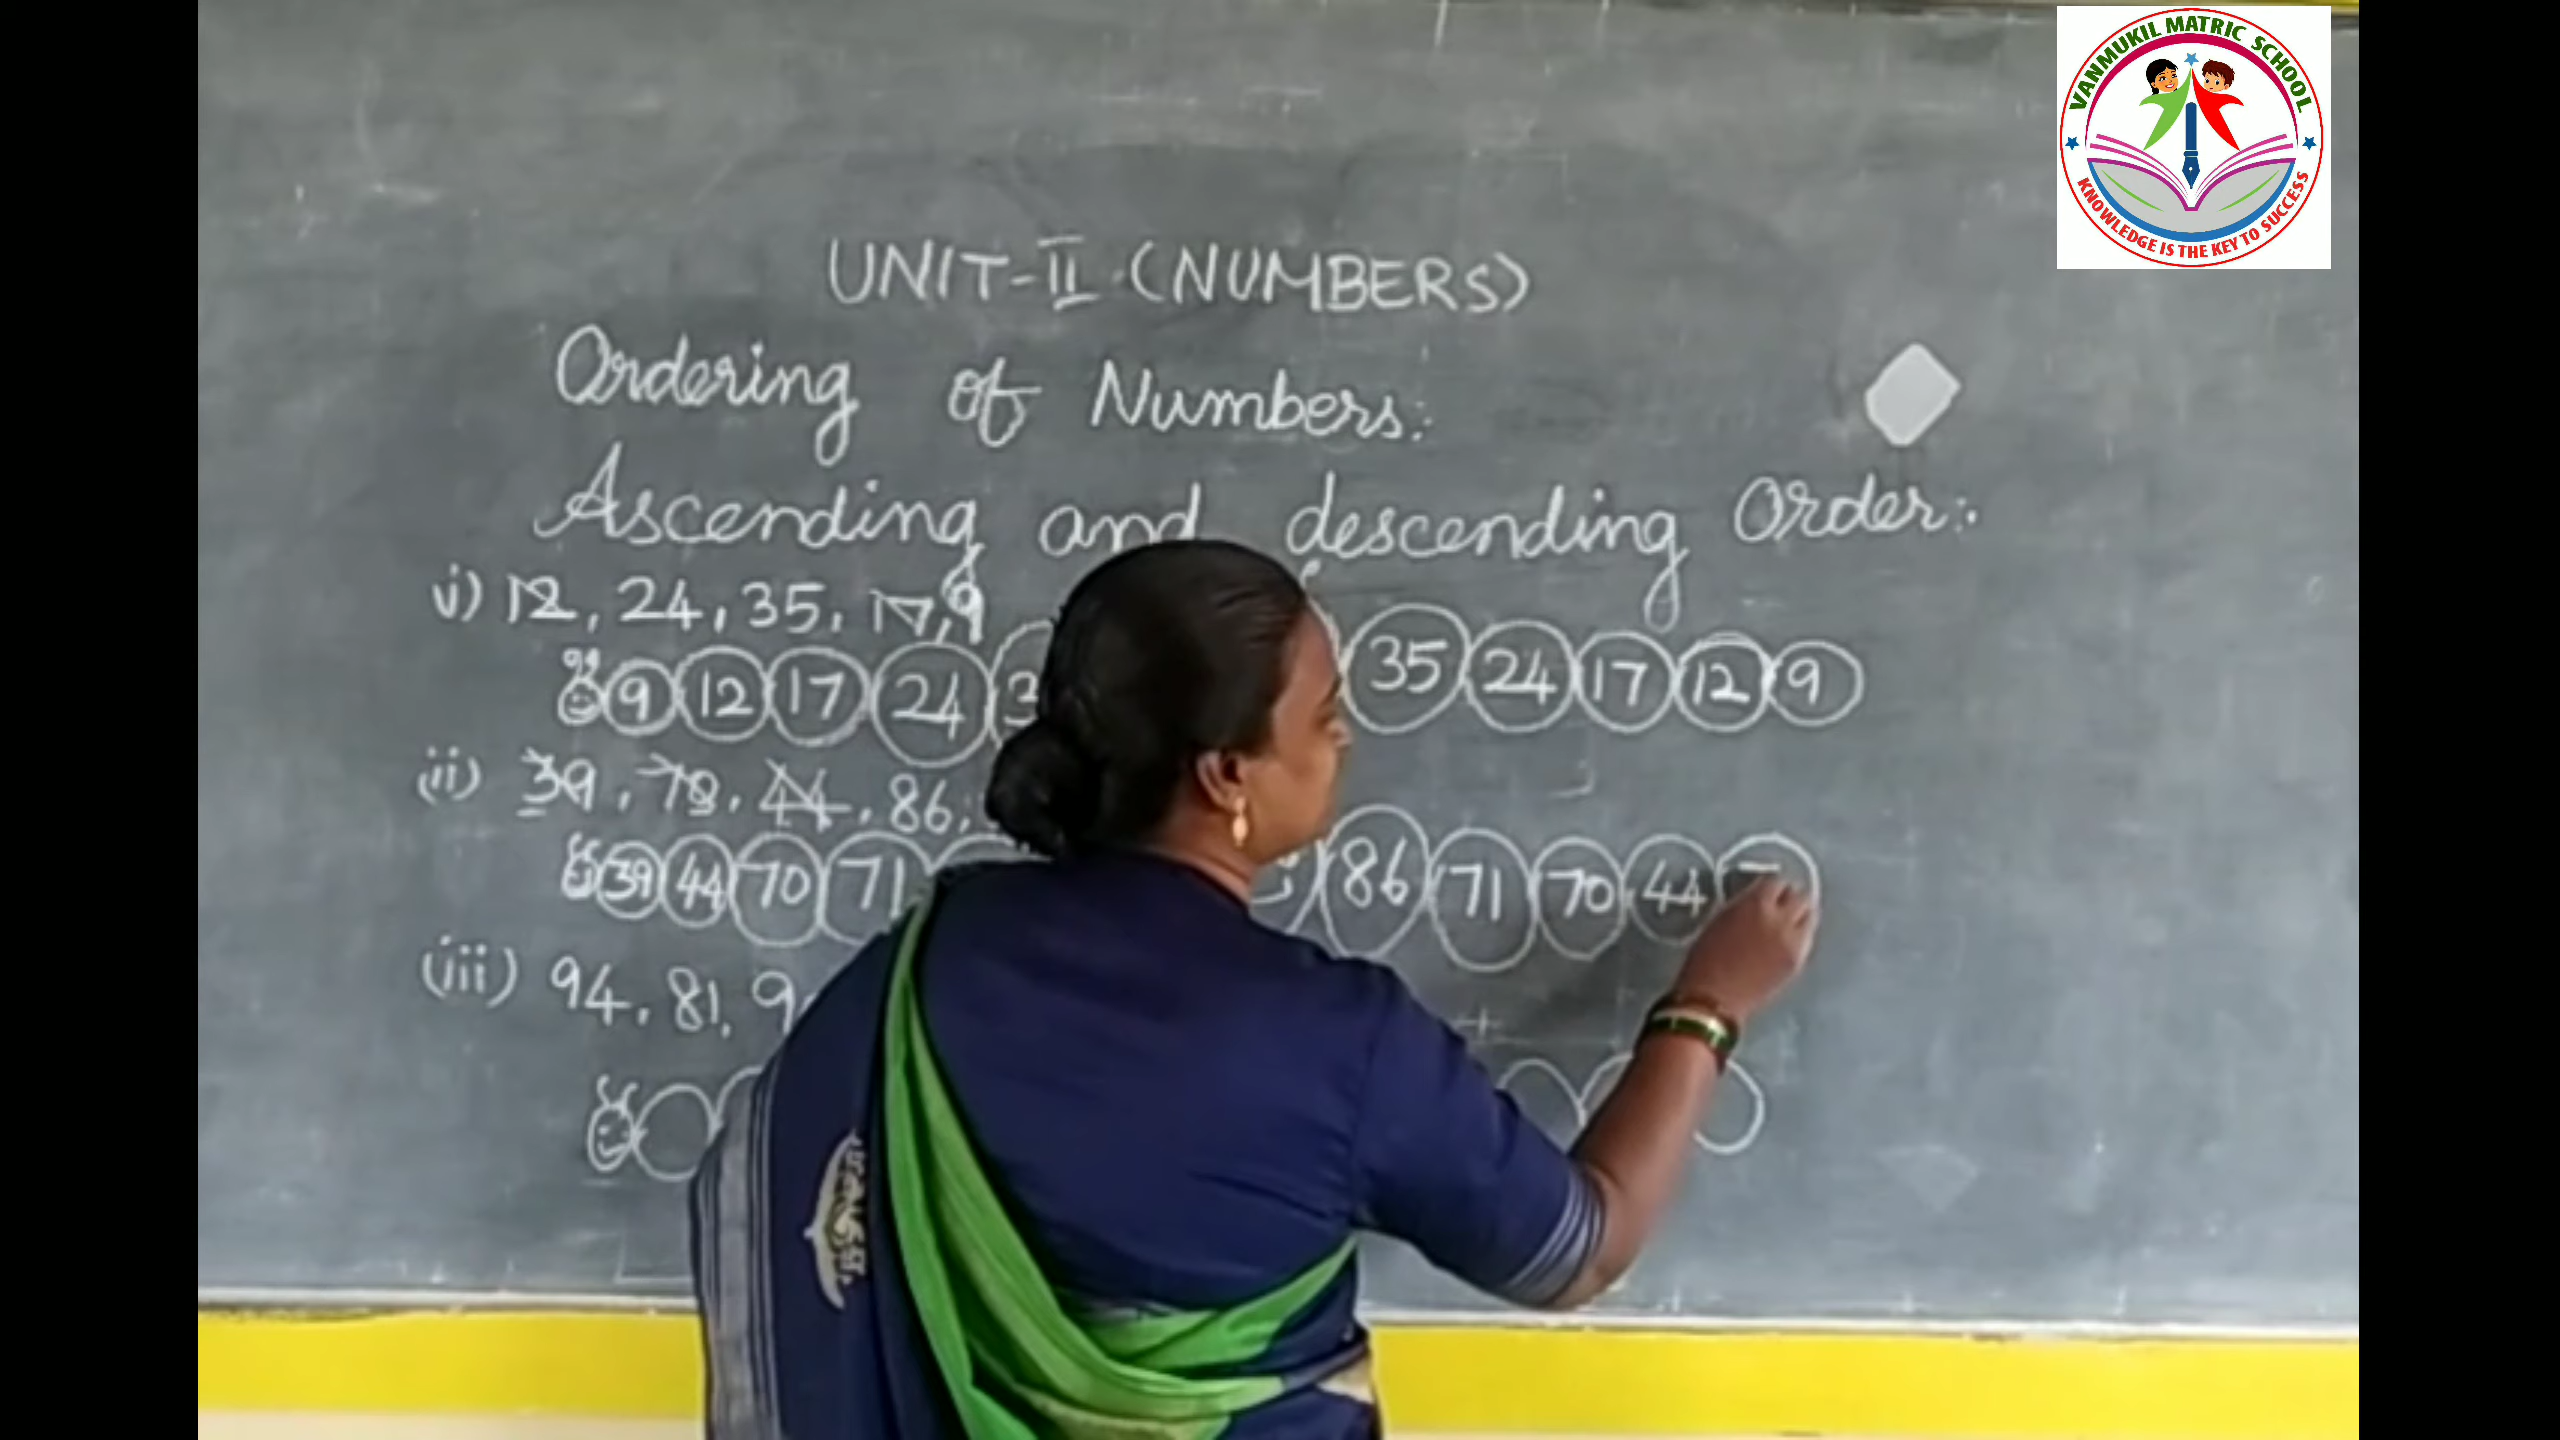 VANMUKIL MATRIC SCHOOL
KNOWLEDGE IS THE KEY TO SUCCESS
UNIT-II (NUMBERS)
Ordering of Numbers:
Ascending and descending Order:
i) 12, 24, 35, 17, 9
9 12 17 24 35 24 17 12 9
(ii) 39, 70, 44, 86,
39 44 70 71 86 71 70 44
(iii) 94, 81, 9